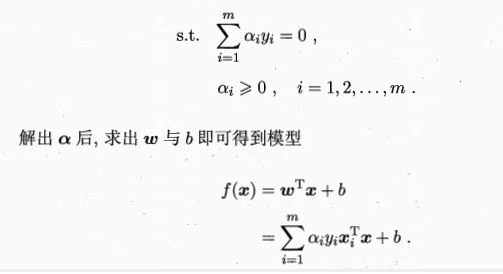 s.t. $\sum_{i=1}^{m} \alpha_i y_i = 0$ ,
$\alpha_i \geqslant 0$ , $i = 1, 2, \ldots, m$ .
解出 $\boldsymbol{\alpha}$ 后, 求出 $\boldsymbol{w}$ 与 $b$ 即可得到模型
$f(\boldsymbol{x}) = \boldsymbol{w}^{\mathrm{T}} \boldsymbol{x} + b$
$= \sum_{i=1}^{m} \alpha_i y_i \boldsymbol{x}_i^{\mathrm{T}} \boldsymbol{x} + b$ .